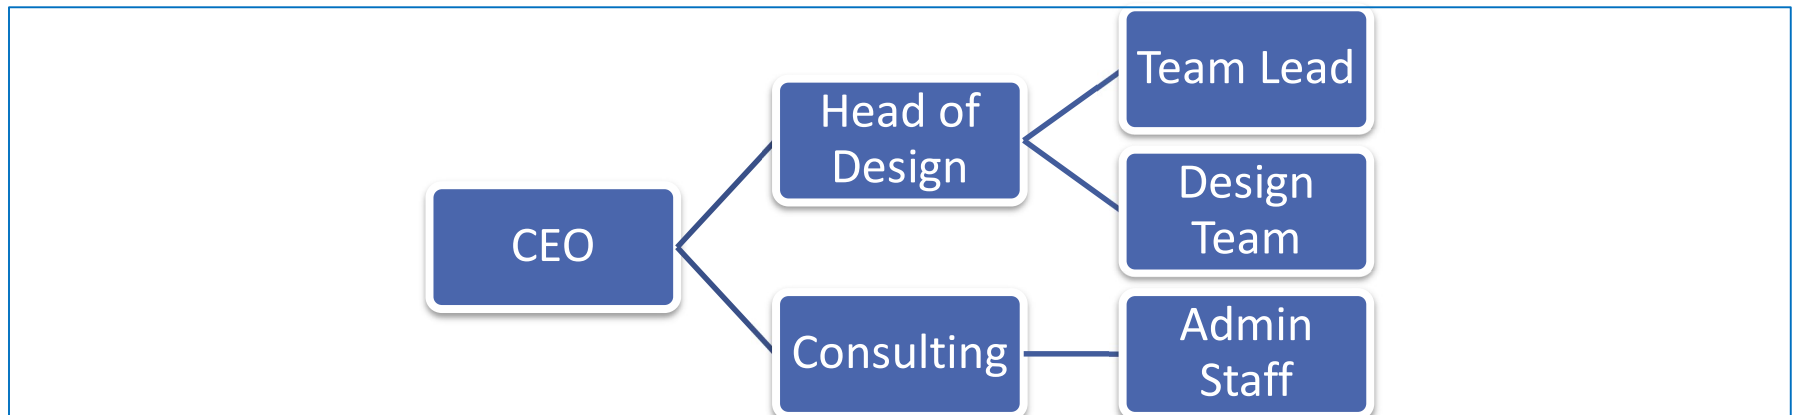 CEO
Head of
Design
Team Lead
Design
Team
Consulting
Admin
Staff